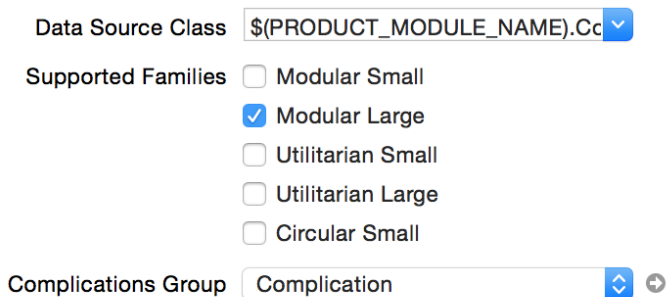 Data Source Class $(PRODUCT_MODULE_NAME).Cc
Supported Families Modular Small
Modular Large
Utilitarian Small
Utilitarian Large
Circular Small
Complications Group Complication